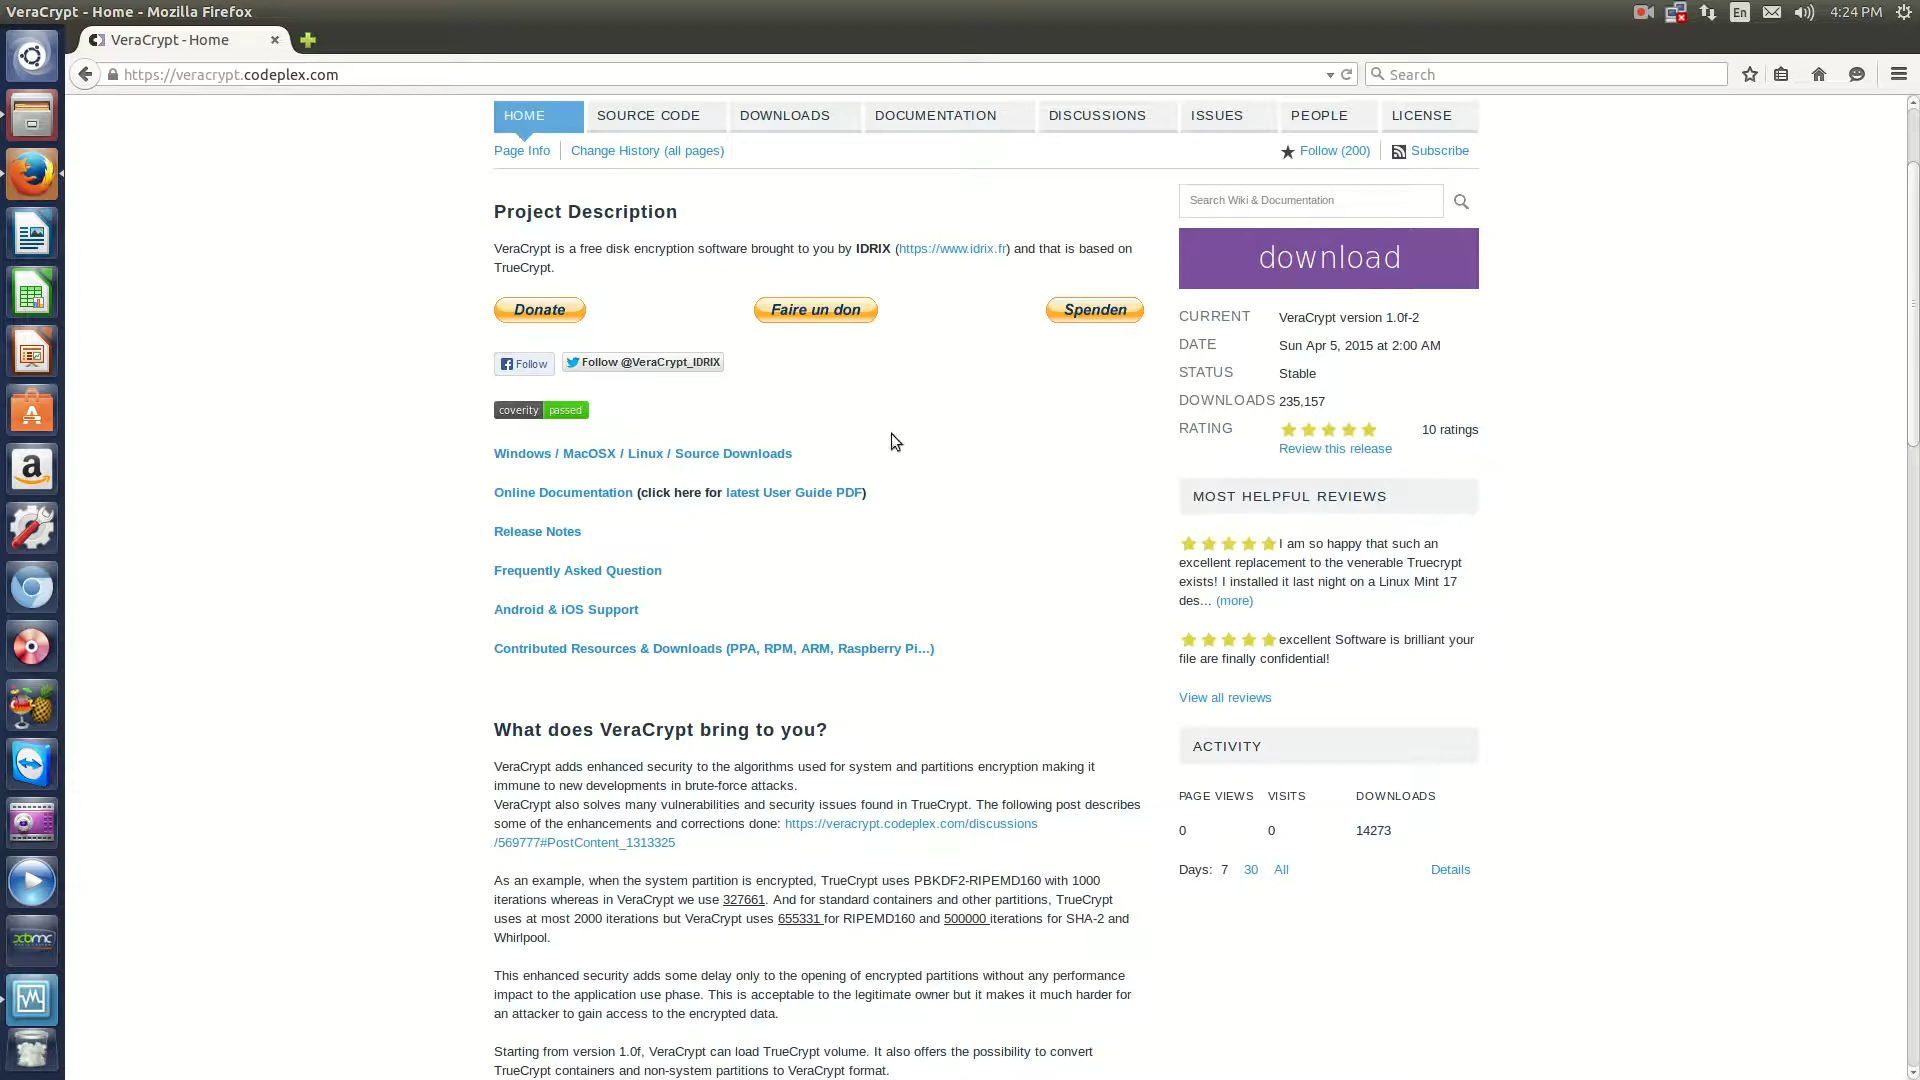 VeraCrypt - Home - Mozilla Firefox
En
4:24 PM
VeraCrypt - Home
https://veracrypt.codeplex.com
Search
HOME
SOURCE CODE
DOWNLOADS
DOCUMENTATION
DISCUSSIONS
ISSUES
PEOPLE
LICENSE
Page Info
Change History (all pages)
Follow (200)
Subscribe
Project Description
VeraCrypt is a free disk encryption software brought to you by IDRIX (https://www.idrix.fr) and that is based on
TrueCrypt.
Donate
Faire un don
Spenden
Follow
Follow @VeraCrypt_IDRIX
coverity passed
Windows / MacOSX / Linux / Source Downloads
Online Documentation (click here for latest User Guide PDF)
Release Notes
Frequently Asked Question
Android & iOS Support
Contributed Resources & Downloads (PPA, RPM, ARM, Raspberry Pi...)
What does VeraCrypt bring to you?
VeraCrypt adds enhanced security to the algorithms used for system and partitions encryption making it
immune to new developments in brute-force attacks.
VeraCrypt also solves many vulnerabilities and security issues found in TrueCrypt. The following post describes
some of the enhancements and corrections done: https://veracrypt.codeplex.com/discussions
/569777#PostContent_1313325
As an example, when the system partition is encrypted, TrueCrypt uses PBKDF2-RIPEMD160 with 1000
iterations whereas in VeraCrypt we use 327661. And for standard containers and other partitions, TrueCrypt
uses at most 2000 iterations but VeraCrypt uses 655331 for RIPEMD160 and 500000 iterations for SHA-2 and
Whirlpool.
This enhanced security adds some delay only to the opening of encrypted partitions without any performance
impact to the application use phase. This is acceptable to the legitimate owner but it makes it much harder for
an attacker to gain access to the encrypted data.
Starting from version 1.0f, VeraCrypt can load TrueCrypt volume. It also offers the possibility to convert
TrueCrypt containers and non-system partitions to VeraCrypt format.
Search Wiki & Documentation
download
CURRENT VeraCrypt version 1.0f-2
DATE Sun Apr 5, 2015 at 2:00 AM
STATUS Stable
DOWNLOADS 235,157
RATING 10 ratings
Review this release
MOST HELPFUL REVIEWS
I am so happy that such an
excellent replacement to the venerable Truecrypt
exists! I installed it last night on a Linux Mint 17
des... (more)
excellent Software is brilliant your
file are finally confidential!
View all reviews
ACTIVITY
PAGE VIEWS VISITS DOWNLOADS
0 0 14273
Days: 7 30 All Details
a
xbmc